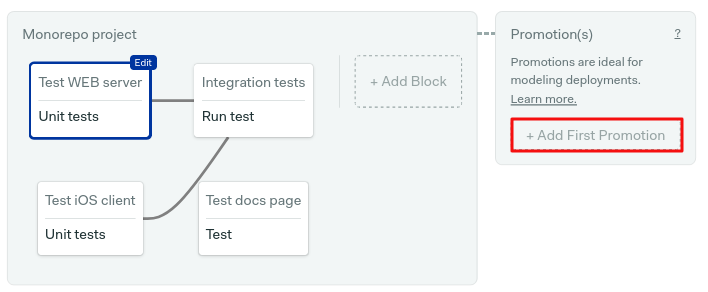 Monorepo project
Edit
Test WEB server
Unit tests
Integration tests
Run test
+ Add Block
Test iOS client
Unit tests
Test docs page
Test
Promotion(s)
?
Promotions are ideal for
modeling deployments.
Learn more.
+ Add First Promotion